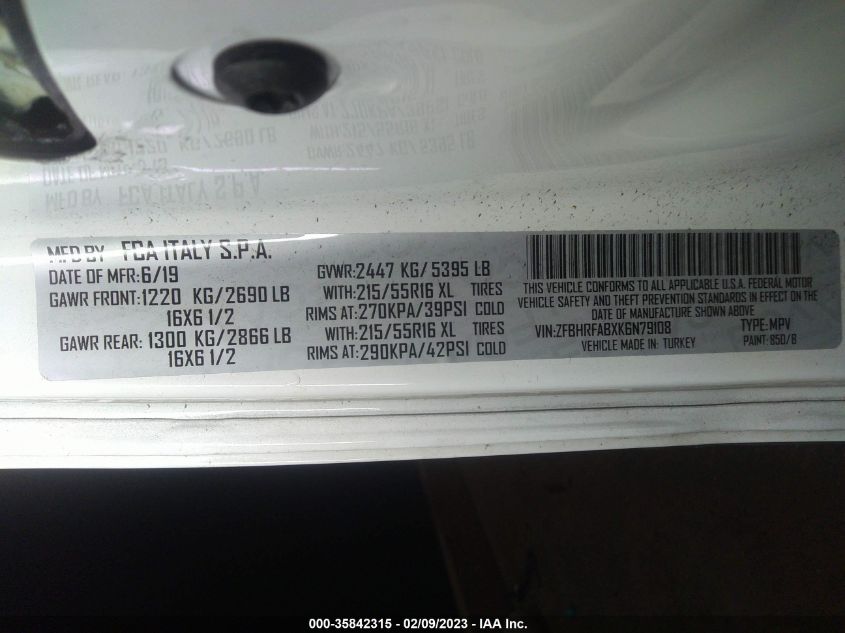 MFD BY FCA ITALY S.P.A.
DATE OF MFR:6/19
GAWR FRONT:1220 KG/2690 LB
16X6 1/2
GAWR REAR: 1300 KG/2866 LB
16X6 1/2
GVWR:2447 KG/5395 LB
WITH:215/55R16 XL TIRES
RIMS AT:270KPA/39PSI COLD
WITH:215/55R16 XL TIRES
RIMS AT:290KPA/42PSI COLD
THIS VEHICLE CONFORMS TO ALL APPLICABLE U.S.A. FEDERAL MOTOR
VEHICLE SAFETY AND THEFT PREVENTION STANDARDS IN EFFECT ON THE
DATE OF MANUFACTURE SHOWN ABOVE
VIN:ZFBHRFABXK6N79108 TYPE:MPV
VEHICLE MADE IN: TURKEY PAINT: 950/B
000-35842315 - 02/09/2023 - IAA Inc.